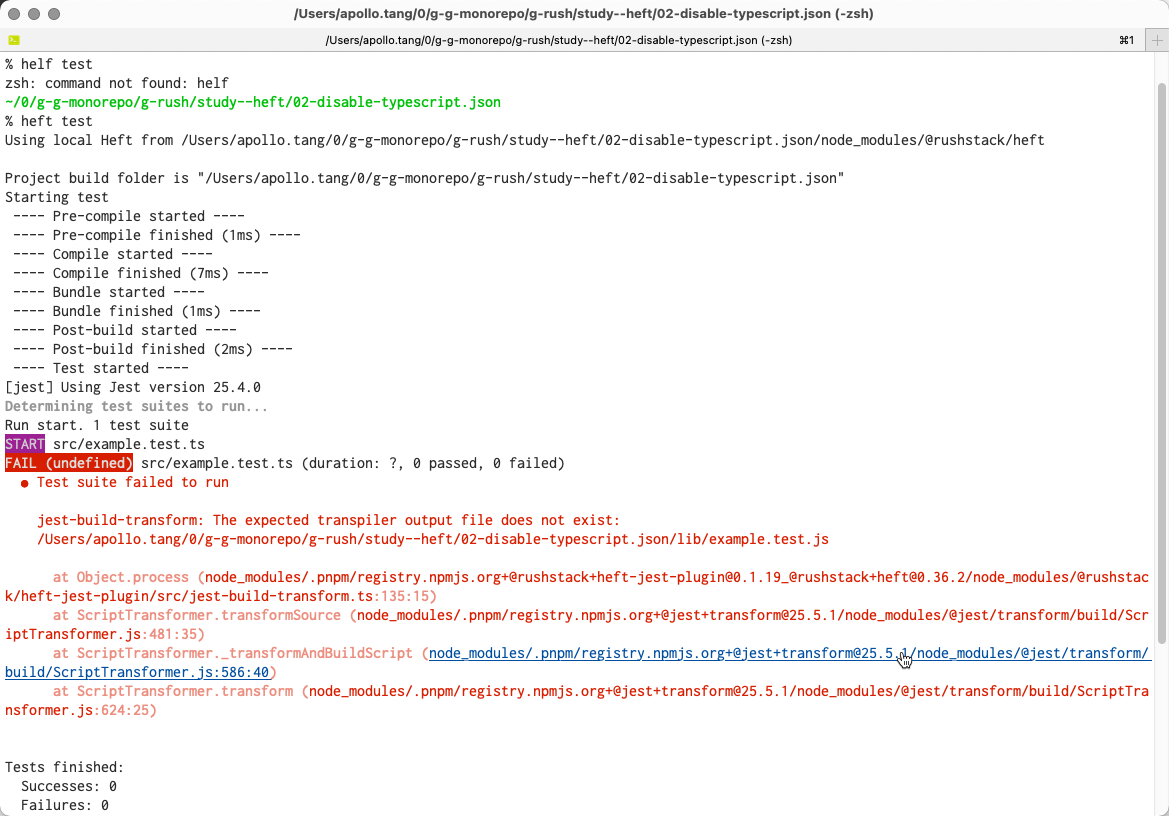 /Users/apollo.tang/0/g-g-monorepo/g-rush/study--heft/02-disable-typescript.json (-zsh)
/Users/apollo.tang/0/g-g-monorepo/g-rush/study--heft/02-disable-typescript.json (-zsh) ⌘1
% helf test
zsh: command not found: helf
~/0/g-g-monorepo/g-rush/study--heft/02-disable-typescript.json
% heft test
Using local Heft from /Users/apollo.tang/0/g-g-monorepo/g-rush/study--heft/02-disable-typescript.json/node_modules/@rushstack/heft
Project build folder is "/Users/apollo.tang/0/g-g-monorepo/g-rush/study--heft/02-disable-typescript.json"
Starting test
---- Pre-compile started ----
---- Pre-compile finished (1ms) ----
---- Compile started ----
---- Compile finished (7ms) ----
---- Bundle started ----
---- Bundle finished (1ms) ----
---- Post-build started ----
---- Post-build finished (2ms) ----
---- Test started ----
[jest] Using Jest version 25.4.0
Determining test suites to run...
Run start. 1 test suite
START src/example.test.ts
FAIL (undefined) src/example.test.ts (duration: ?, 0 passed, 0 failed)
● Test suite failed to run
jest-build-transform: The expected transpiler output file does not exist:
/Users/apollo.tang/0/g-g-monorepo/g-rush/study--heft/02-disable-typescript.json/lib/example.test.js
at Object.process (node_modules/.pnpm/registry.npmjs.org+@rushstack+heft-jest-plugin@0.1.19_@rushstack+heft@0.36.2/node_modules/@rushstac
k/heft-jest-plugin/src/jest-build-transform.ts:135:15)
at ScriptTransformer.transformSource (node_modules/.pnpm/registry.npmjs.org+@jest+transform@25.5.1/node_modules/@jest/transform/build/Scr
iptTransformer.js:481:35)
at ScriptTransformer._transformAndBuildScript (node_modules/.pnpm/registry.npmjs.org+@jest+transform@25.5.1/node_modules/@jest/transform/
build/ScriptTransformer.js:586:40)
at ScriptTransformer.transform (node_modules/.pnpm/registry.npmjs.org+@jest+transform@25.5.1/node_modules/@jest/transform/build/ScriptTra
nsformer.js:624:25)
Tests finished:
Successes: 0
Failures: 0